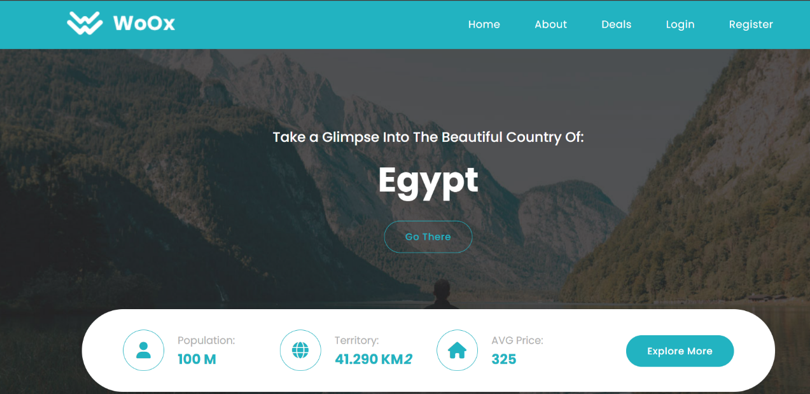 WoOx
Home About Deals Login Register
Take a Glimpse Into The Beautiful Country Of:
Egypt
Go There
Population:
100 M
Territory:
41.290 KM2
AVG Price:
325
Explore More